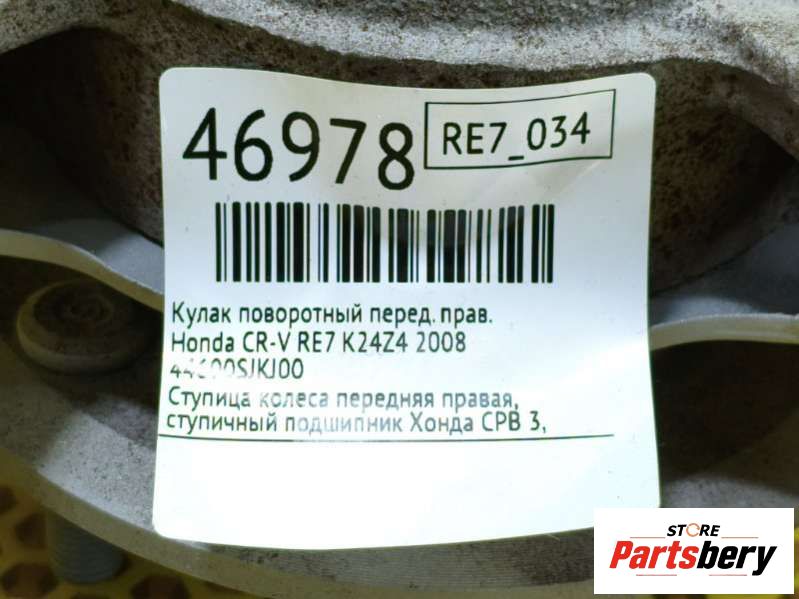 46978
RE7_034
Кулак поворотный перед. прав.
Honda CR-V RE7 K24Z4 2008
44600SJKJ00
Ступица колеса передняя правая,
ступичный подшипник Хонда СРВ 3,
STORE
Partsbery